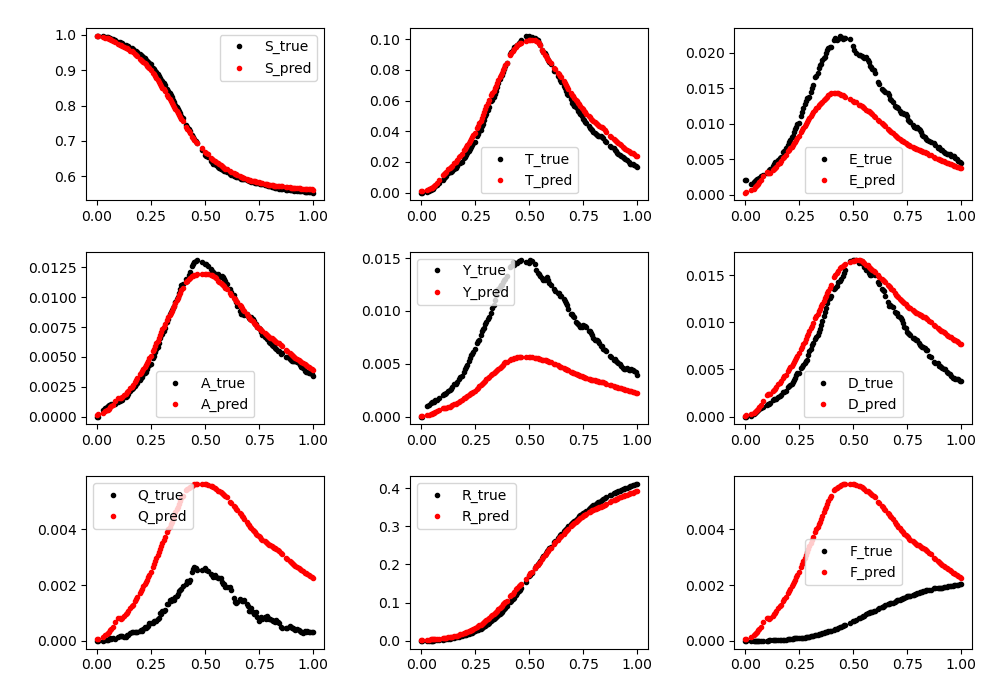 1.0
0.9
0.8
0.7
0.6
0.00 0.25 0.50 0.75 1.00
S_true
S_pred
0.10
0.08
0.06
0.04
0.02
0.00
0.00 0.25 0.50 0.75 1.00
T_true
T_pred
0.020
0.015
0.010
0.005
0.000
0.00 0.25 0.50 0.75 1.00
E_true
E_pred
0.0125
0.0100
0.0075
0.0050
0.0025
0.0000
0.00 0.25 0.50 0.75 1.00
A_true
A_pred
0.015
0.010
0.005
0.000
0.00 0.25 0.50 0.75 1.00
Y_true
Y_pred
0.015
0.010
0.005
0.000
0.00 0.25 0.50 0.75 1.00
D_true
D_pred
0.004
0.002
0.000
0.00 0.25 0.50 0.75 1.00
Q_true
Q_pred
0.4
0.3
0.2
0.1
0.0
0.00 0.25 0.50 0.75 1.00
R_true
R_pred
0.004
0.002
0.000
0.00 0.25 0.50 0.75 1.00
F_true
F_pred